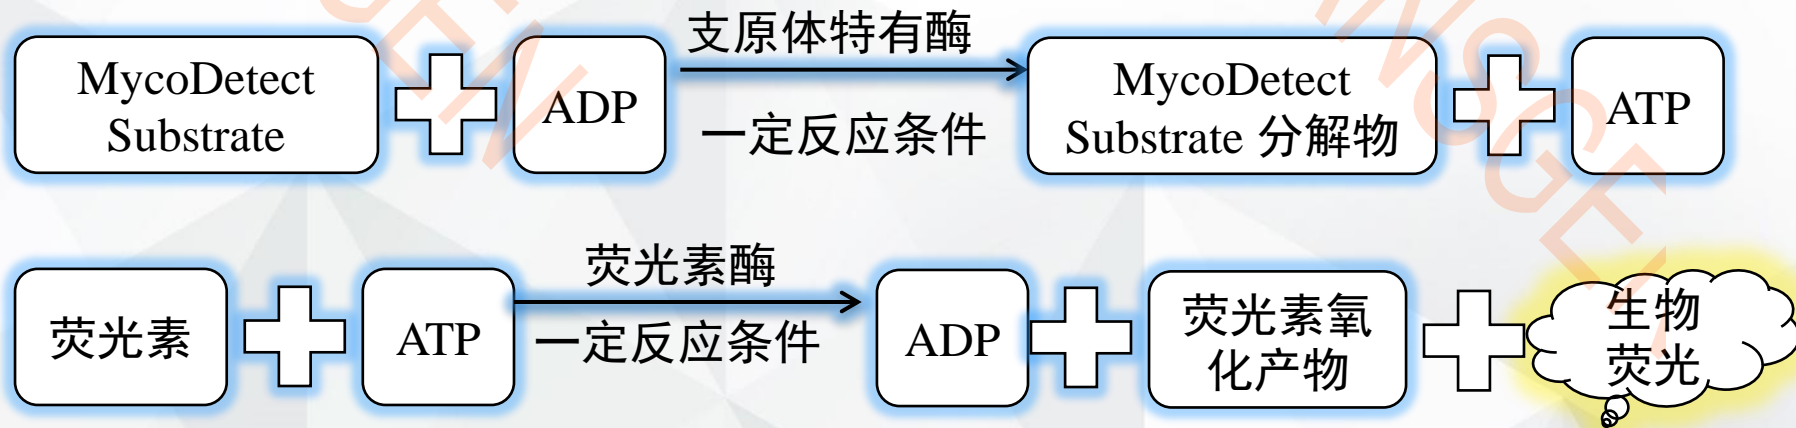 支原体特有酶
MycoDetect
Substrate
ADP
一定反应条件
MycoDetect
Substrate 分解物
ATP
荧光素酶
荧光素
ATP
一定反应条件
ADP
荧光素氧
化产物
生物
荧光